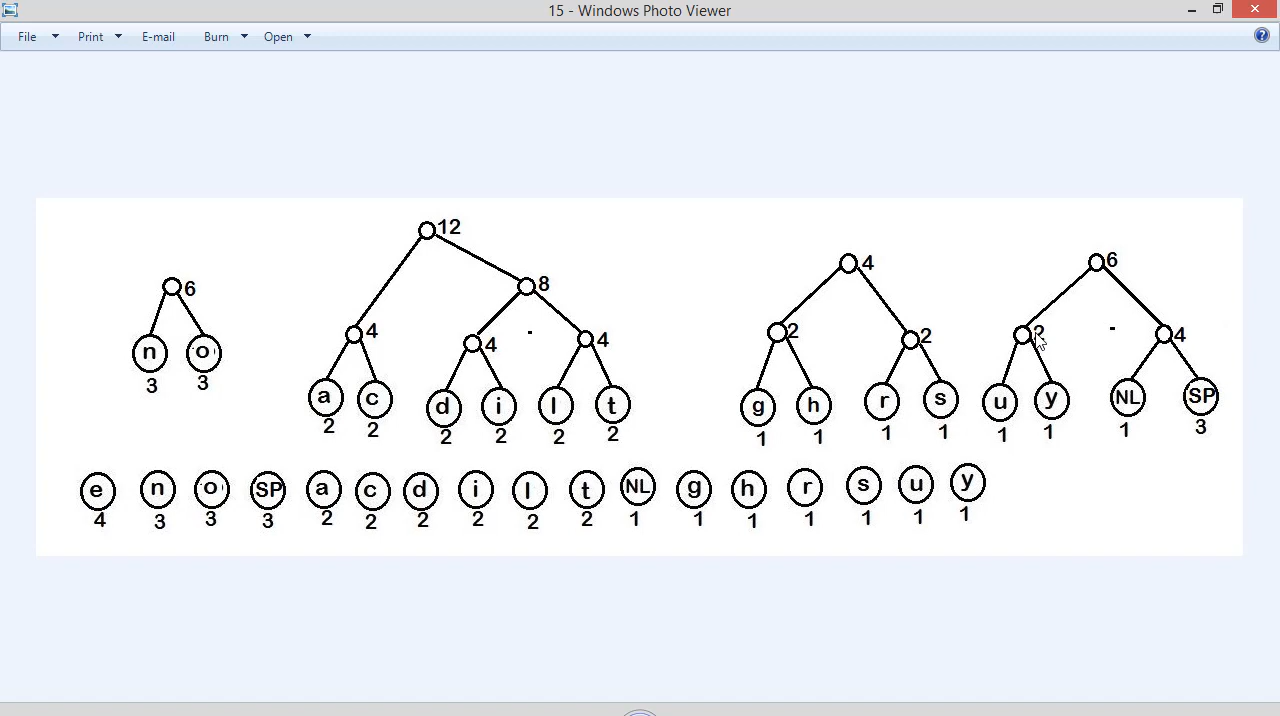 15 - Windows Photo Viewer
File Print E-mail Burn Open
12
4 6
6 8
4 2 2 4
4 4 2
n o a c d i l t g h r s u y NL SP
3 3 2 2 2 2 2 2 1 1 1 1 1 1 1 3
e n o SP a c d i l t NL g h r s u y
4 3 3 3 2 2 2 2 2 2 1 1 1 1 1 1 1